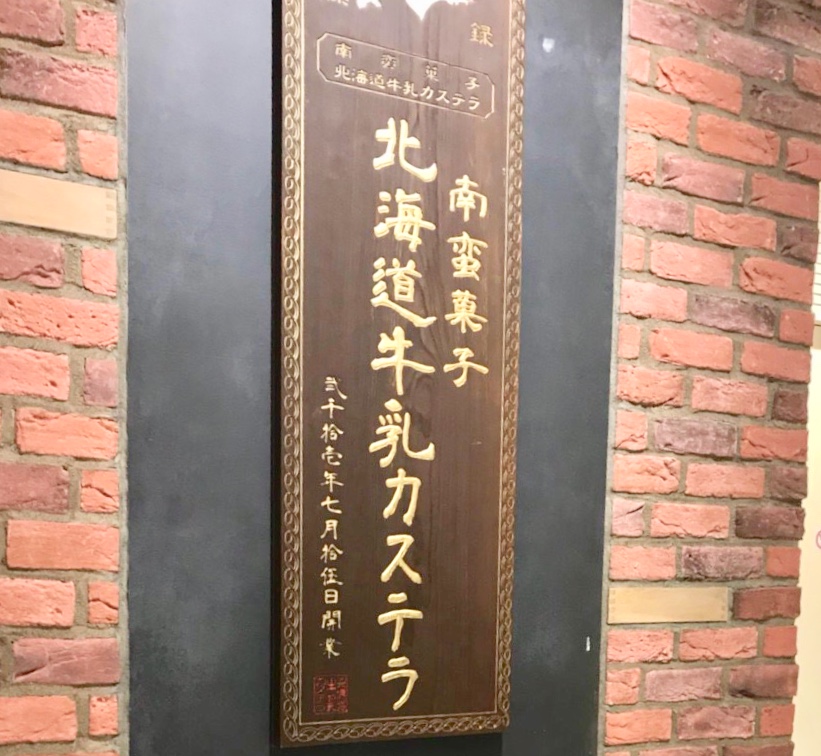 録
南蛮菓子
北海道牛乳カステラ
南蛮菓子
北海道牛乳カステラ
弐千拾壱年七月拾伍日開業